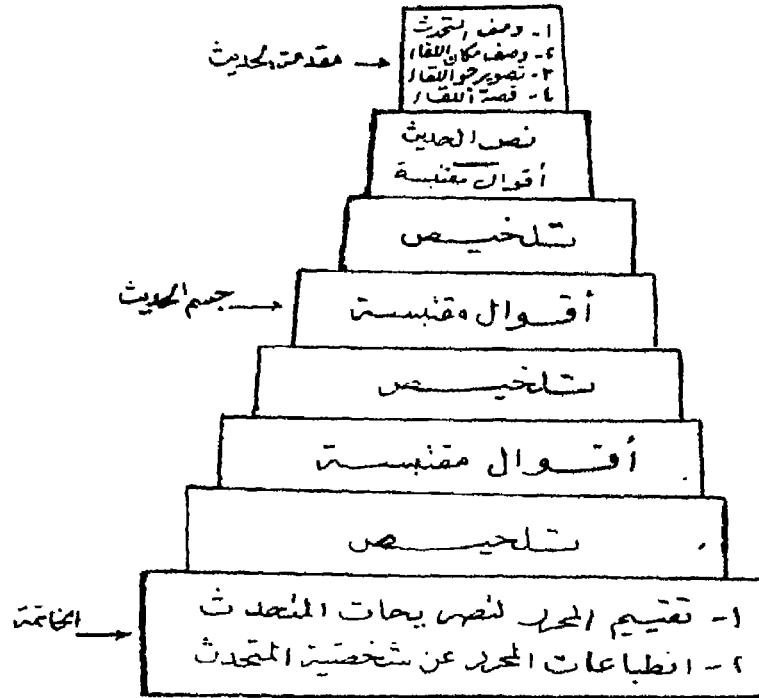 ١- وصف المتحدث
٢- وصف مكان اللقاء
٣- تصوير جو اللقاء
٤- قصة اللقاء
مقدمة الحديث
نص الحديث
أقوال مقتبسة
تلخيص
جسم الحديث
أقوال مقتبسة
تلخيص
أقوال مقتبسة
تلخيص
الخاتمة
١- تقييم المحرر لتصريحات المتحدث
٢- انطباعات المحرر عن شخصية المتحدث